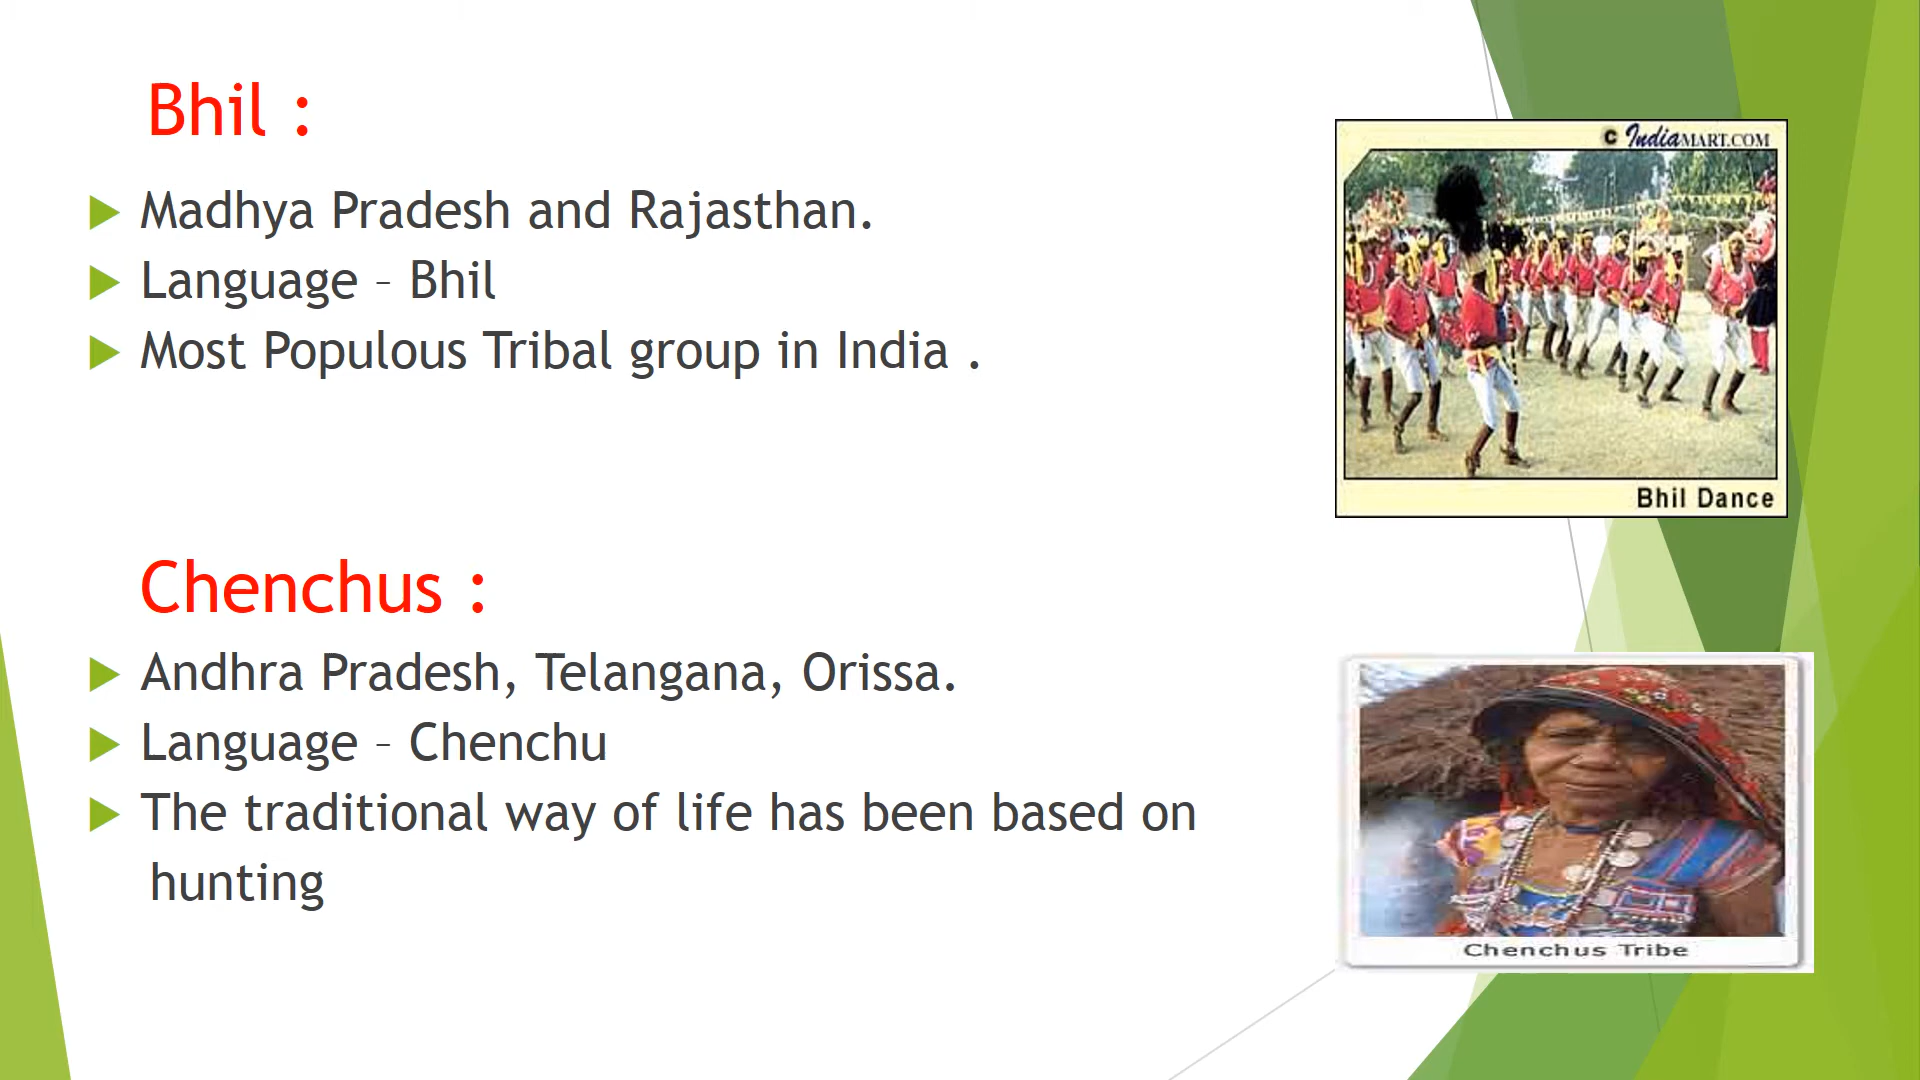 Bhil :
Madhya Pradesh and Rajasthan.
Language – Bhil
Most Populous Tribal group in India .
© IndiaMART.COM
Bhil Dance
Chenchus :
Andhra Pradesh, Telangana, Orissa.
Language – Chenchu
The traditional way of life has been based on
hunting
Chenchus Tribe